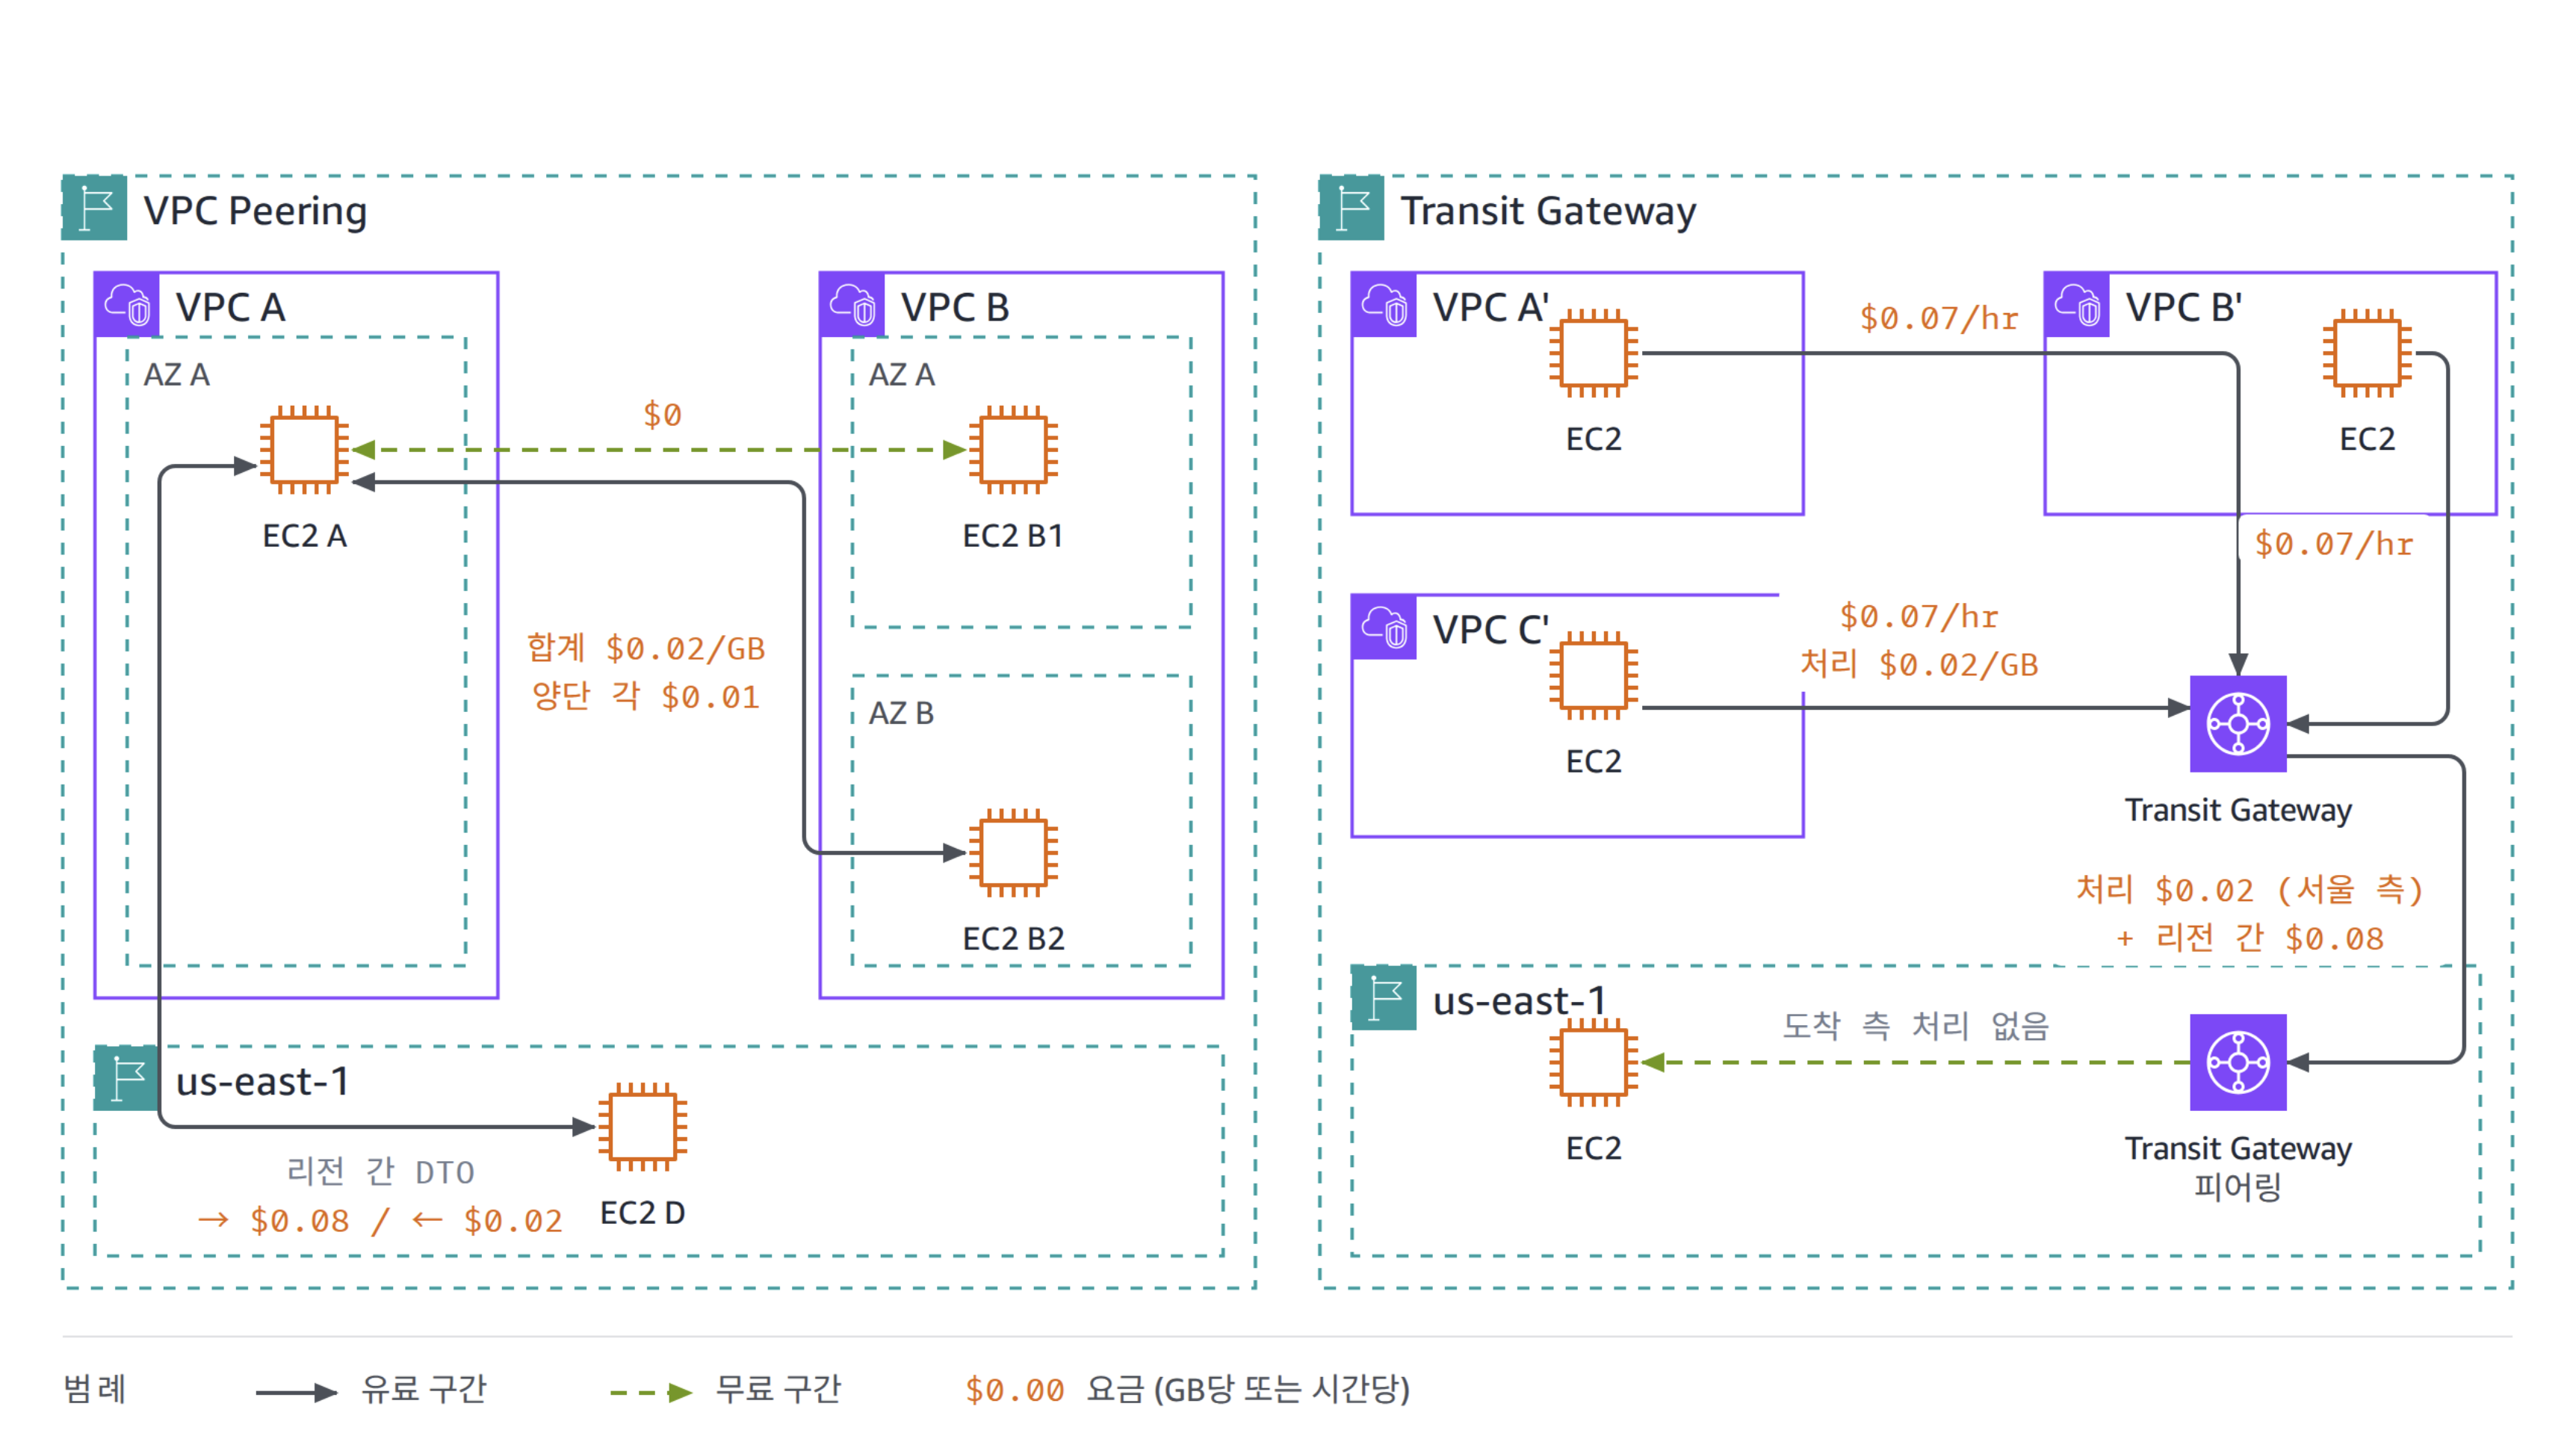 VPC Peering
VPC A
AZ A
EC2 A
$0
합계 $0.02/GB
양단 각 $0.01
VPC B
AZ A
EC2 B1
AZ B
EC2 B2
us-east-1
리전 간 DTO
→ $0.08 / ← $0.02
EC2 D
Transit Gateway
VPC A'
EC2
$0.07/hr
VPC B'
EC2
$0.07/hr
VPC C'
EC2
$0.07/hr
처리 $0.02/GB
Transit Gateway
처리 $0.02 (서울 측)
+ 리전 간 $0.08
us-east-1
EC2
도착 측 처리 없음
Transit Gateway
피어링
범례
유료 구간
무료 구간
$0.00 요금 (GB당 또는 시간당)